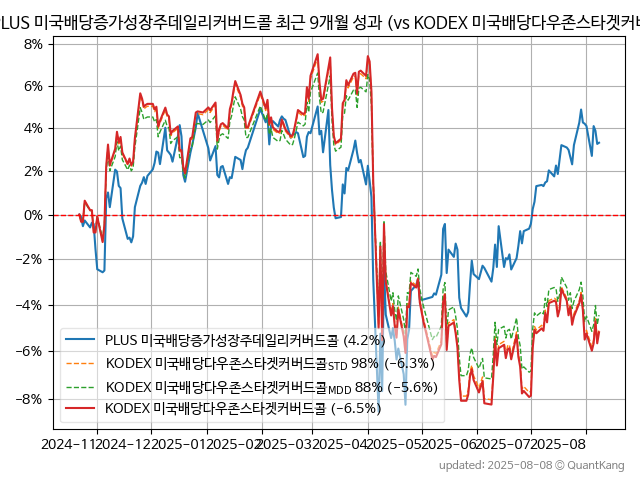 PLUS 미국배당증가성장주데일리커버드콜 최근 9개월 성과 (vs KODEX 미국배당다우존스타겟커버
8%
6%
4%
2%
0%
−2%
−4%
−6%
−8%
PLUS 미국배당증가성장주데일리커버드콜 (4.2%)
KODEX 미국배당다우존스타겟커버드콜STD 98% (−6.3%)
KODEX 미국배당다우존스타겟커버드콜MDD 88% (−5.6%)
KODEX 미국배당다우존스타겟커버드콜 (−6.5%)
2024-11 2024-12 2025-01 2025-02 2025-03 2025-04 2025-05 2025-06 2025-07 2025-08
updated: 2025-08-08 © QuantKang